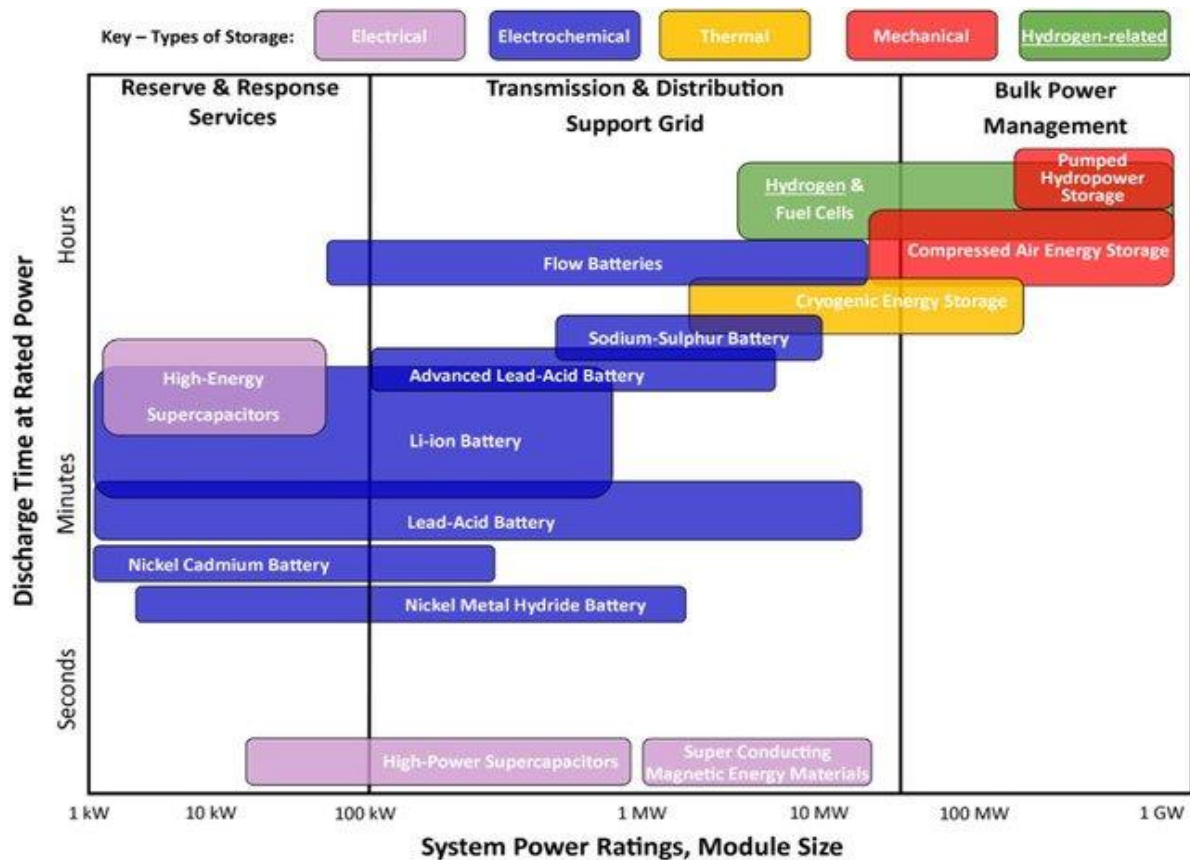 Key – Types of Storage:
Electrical
Electrochemical
Thermal
Mechanical
Hydrogen-related
Reserve & Response
Services
Transmission & Distribution
Support Grid
Bulk Power
Management
Pumped
Hydropower
Storage
Hydrogen &
Fuel Cells
Compressed Air Energy Storage
Flow Batteries
Cryogenic Energy Storage
Sodium-Sulphur Battery
Advanced Lead-Acid Battery
High-Energy
Supercapacitors
Li-ion Battery
Lead-Acid Battery
Nickel Cadmium Battery
Nickel Metal Hydride Battery
High-Power Supercapacitors
Super Conducting
Magnetic Energy Materials
Discharge Time at Rated Power
Hours
Minutes
Seconds
1 kW
10 kW
100 kW
1 MW
10 MW
100 MW
1 GW
System Power Ratings, Module Size